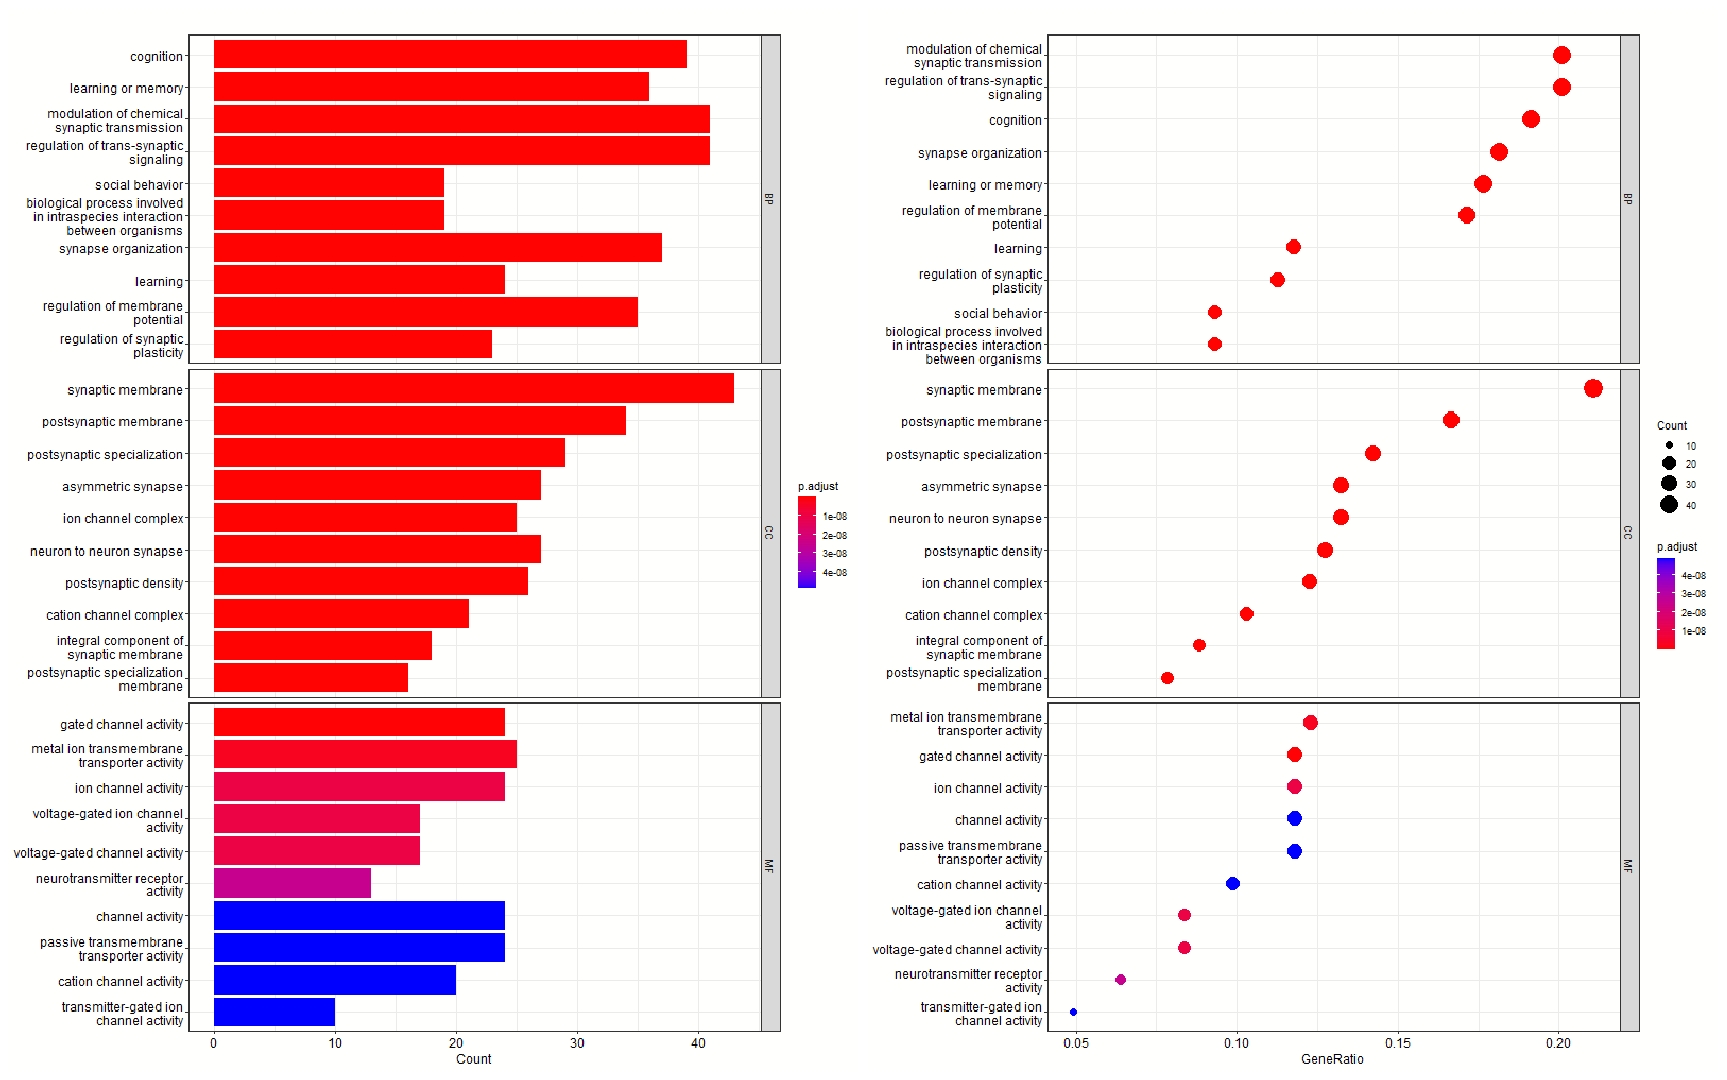 cognition
learning or memory
modulation of chemical
synaptic transmission
regulation of trans-synaptic
signaling
social behavior
biological process involved
in intraspecies interaction
between organisms
synapse organization
learning
regulation of membrane
potential
regulation of synaptic
plasticity
BP
synaptic membrane
postsynaptic membrane
postsynaptic specialization
asymmetric synapse
ion channel complex
neuron to neuron synapse
postsynaptic density
cation channel complex
integral component of
synaptic membrane
postsynaptic specialization
membrane
CC
gated channel activity
metal ion transmembrane
transporter activity
ion channel activity
voltage-gated ion channel
activity
voltage-gated channel activity
neurotransmitter receptor
activity
channel activity
passive transmembrane
transporter activity
cation channel activity
transmitter-gated ion
channel activity
MF
0 10 20 30 40
Count
p.adjust
1e-08
2e-08
3e-08
4e-08
modulation of chemical
synaptic transmission
regulation of trans-synaptic
signaling
cognition
synapse organization
learning or memory
regulation of membrane
potential
learning
regulation of synaptic
plasticity
social behavior
biological process involved
in intraspecies interaction
between organisms
BP
synaptic membrane
postsynaptic membrane
postsynaptic specialization
asymmetric synapse
neuron to neuron synapse
postsynaptic density
ion channel complex
cation channel complex
integral component of
synaptic membrane
postsynaptic specialization
membrane
CC
metal ion transmembrane
transporter activity
gated channel activity
ion channel activity
channel activity
passive transmembrane
transporter activity
cation channel activity
voltage-gated ion channel
activity
voltage-gated channel activity
neurotransmitter receptor
activity
transmitter-gated ion
channel activity
MF
0.05 0.10 0.15 0.20
GeneRatio
Count
10
20
30
40
p.adjust
4e-08
3e-08
2e-08
1e-08